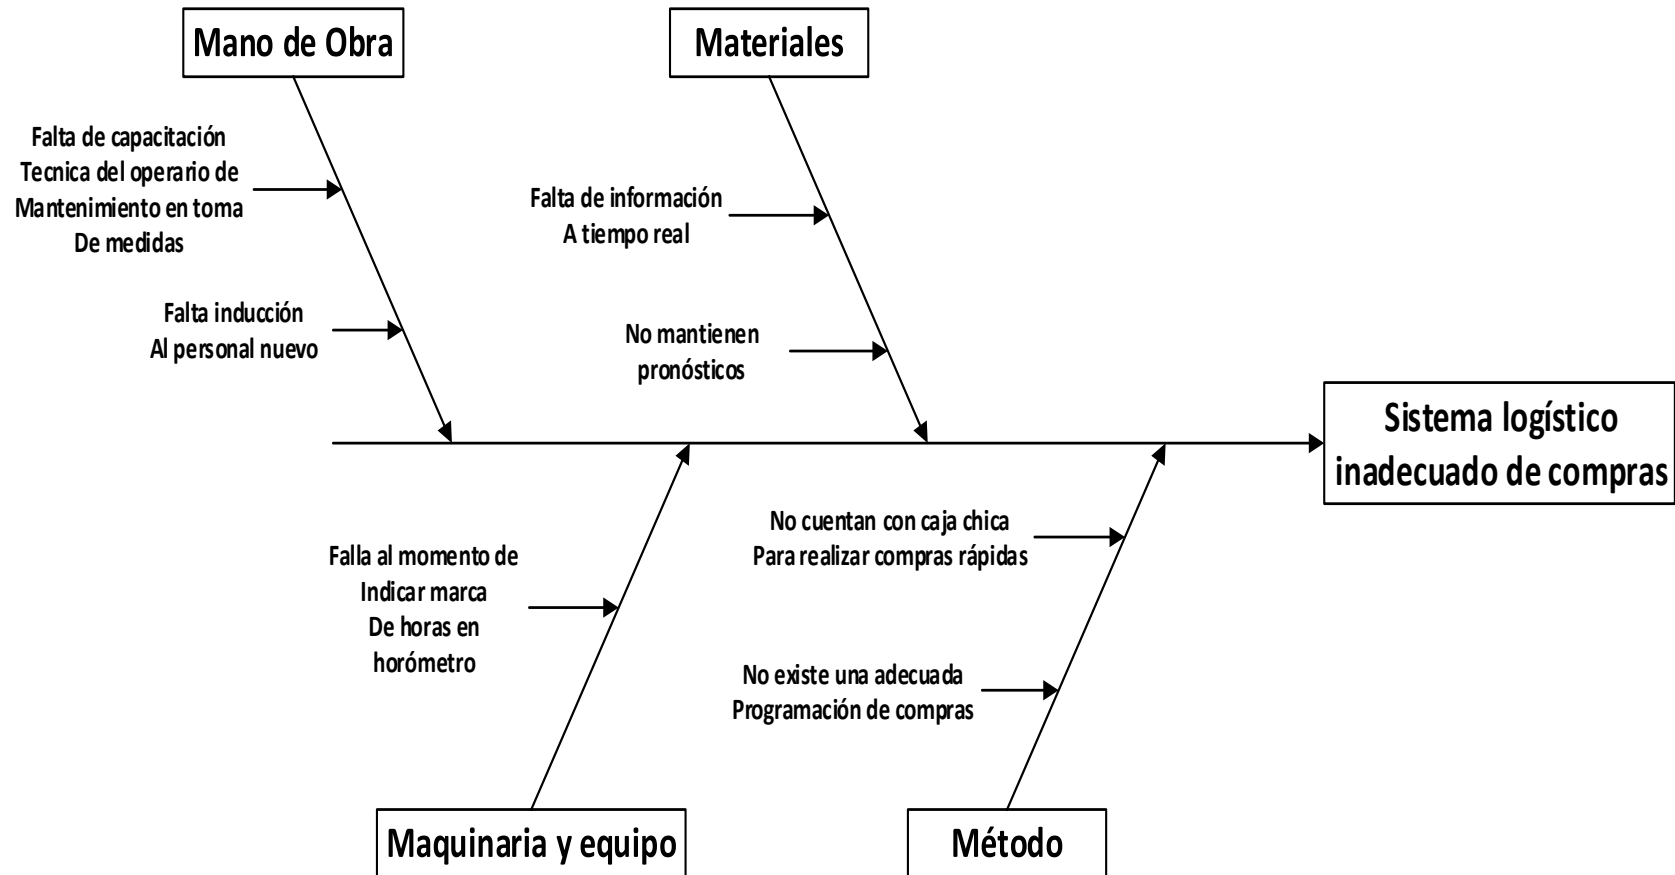 Mano de Obra
Materiales
Falta de capacitación
Tecnica del operario de
Mantenimiento en toma
De medidas
Falta de información
A tiempo real
Falta inducción
Al personal nuevo
No mantienen
pronósticos
Sistema logístico
inadecuado de compras
Falla al momento de
Indicar marca
De horas en
horómetro
No cuentan con caja chica
Para realizar compras rápidas
No existe una adecuada
Programación de compras
Maquinaria y equipo
Método